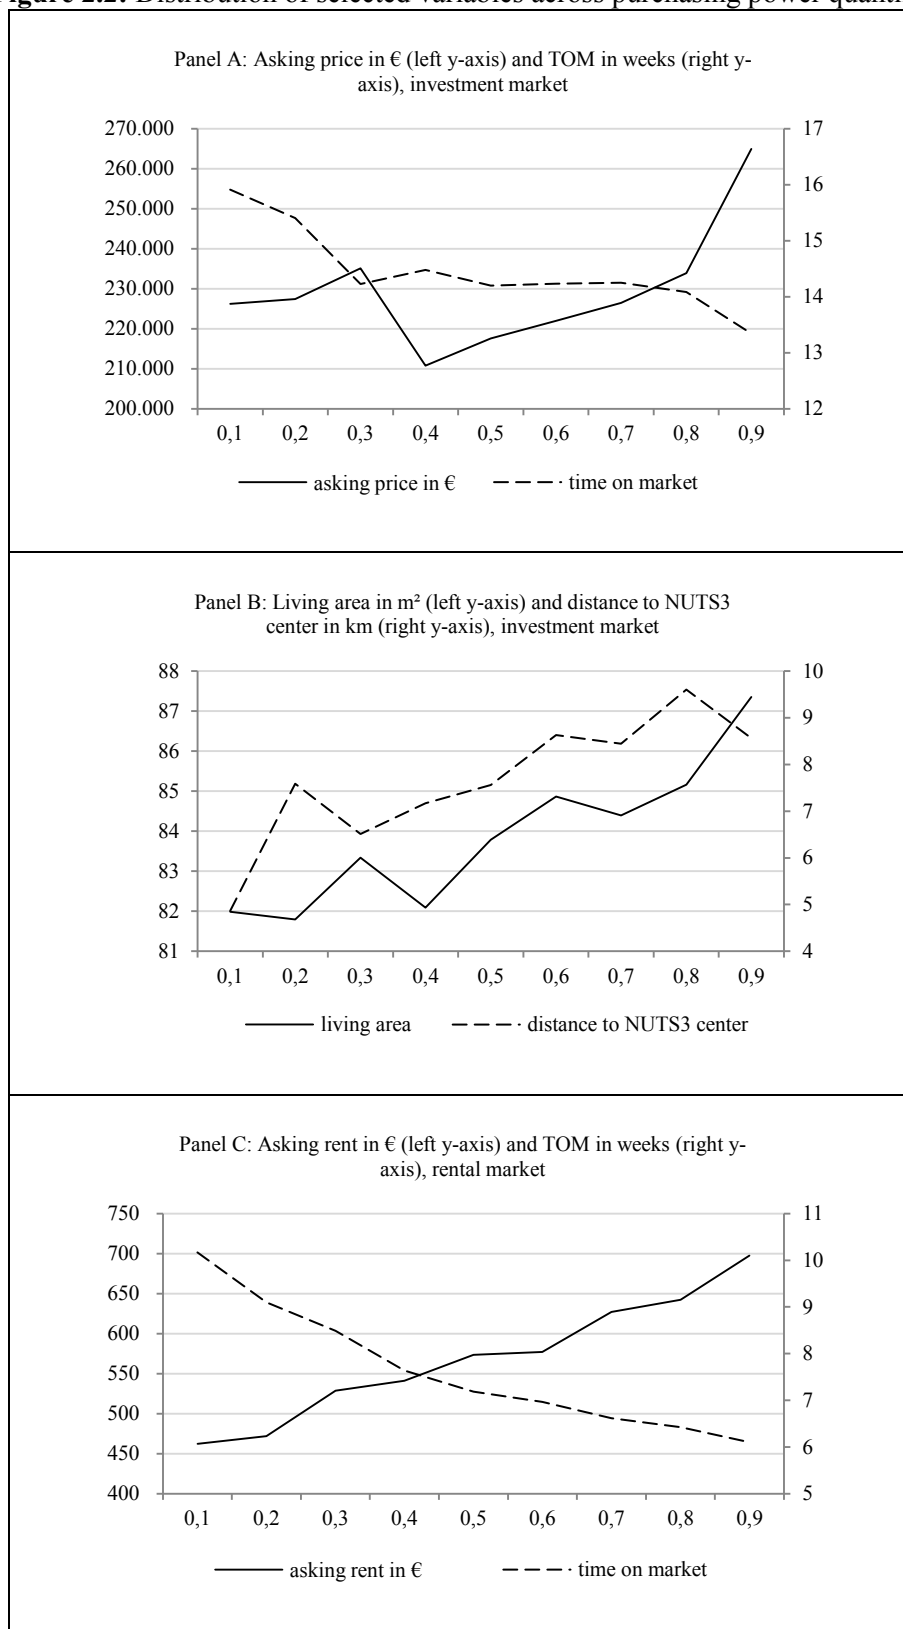 Figure 2.2: Distribution of selected variables across purchasing power
Panel A: Asking price in € (left y-axis) and TOM in weeks (right y-
axis), investment market
270.000 17
260.000 16
250.000 15
240.000
230.000 14
220.000 13
210.000
200.000 12
0,1 0,2 0,3 0,4 0,5 0,6 0,7 0,8 0,9
asking price in € time on market
Panel B: Living area in m² (left y-axis) and distance to NUTS3
center in km (right y-axis), investment market
88 10
87 9
86 8
85
84 7
83 6
82 5
81 4
0,1 0,2 0,3 0,4 0,5 0,6 0,7 0,8 0,9
living area distance to NUTS3 center
Panel C: Asking rent in € (left y-axis) and TOM in weeks (right y-
axis), rental market
750 11
700 10
650 9
600 8
550
500 7
450 6
400 5
0,1 0,2 0,3 0,4 0,5 0,6 0,7 0,8 0,9
asking rent in € time on market